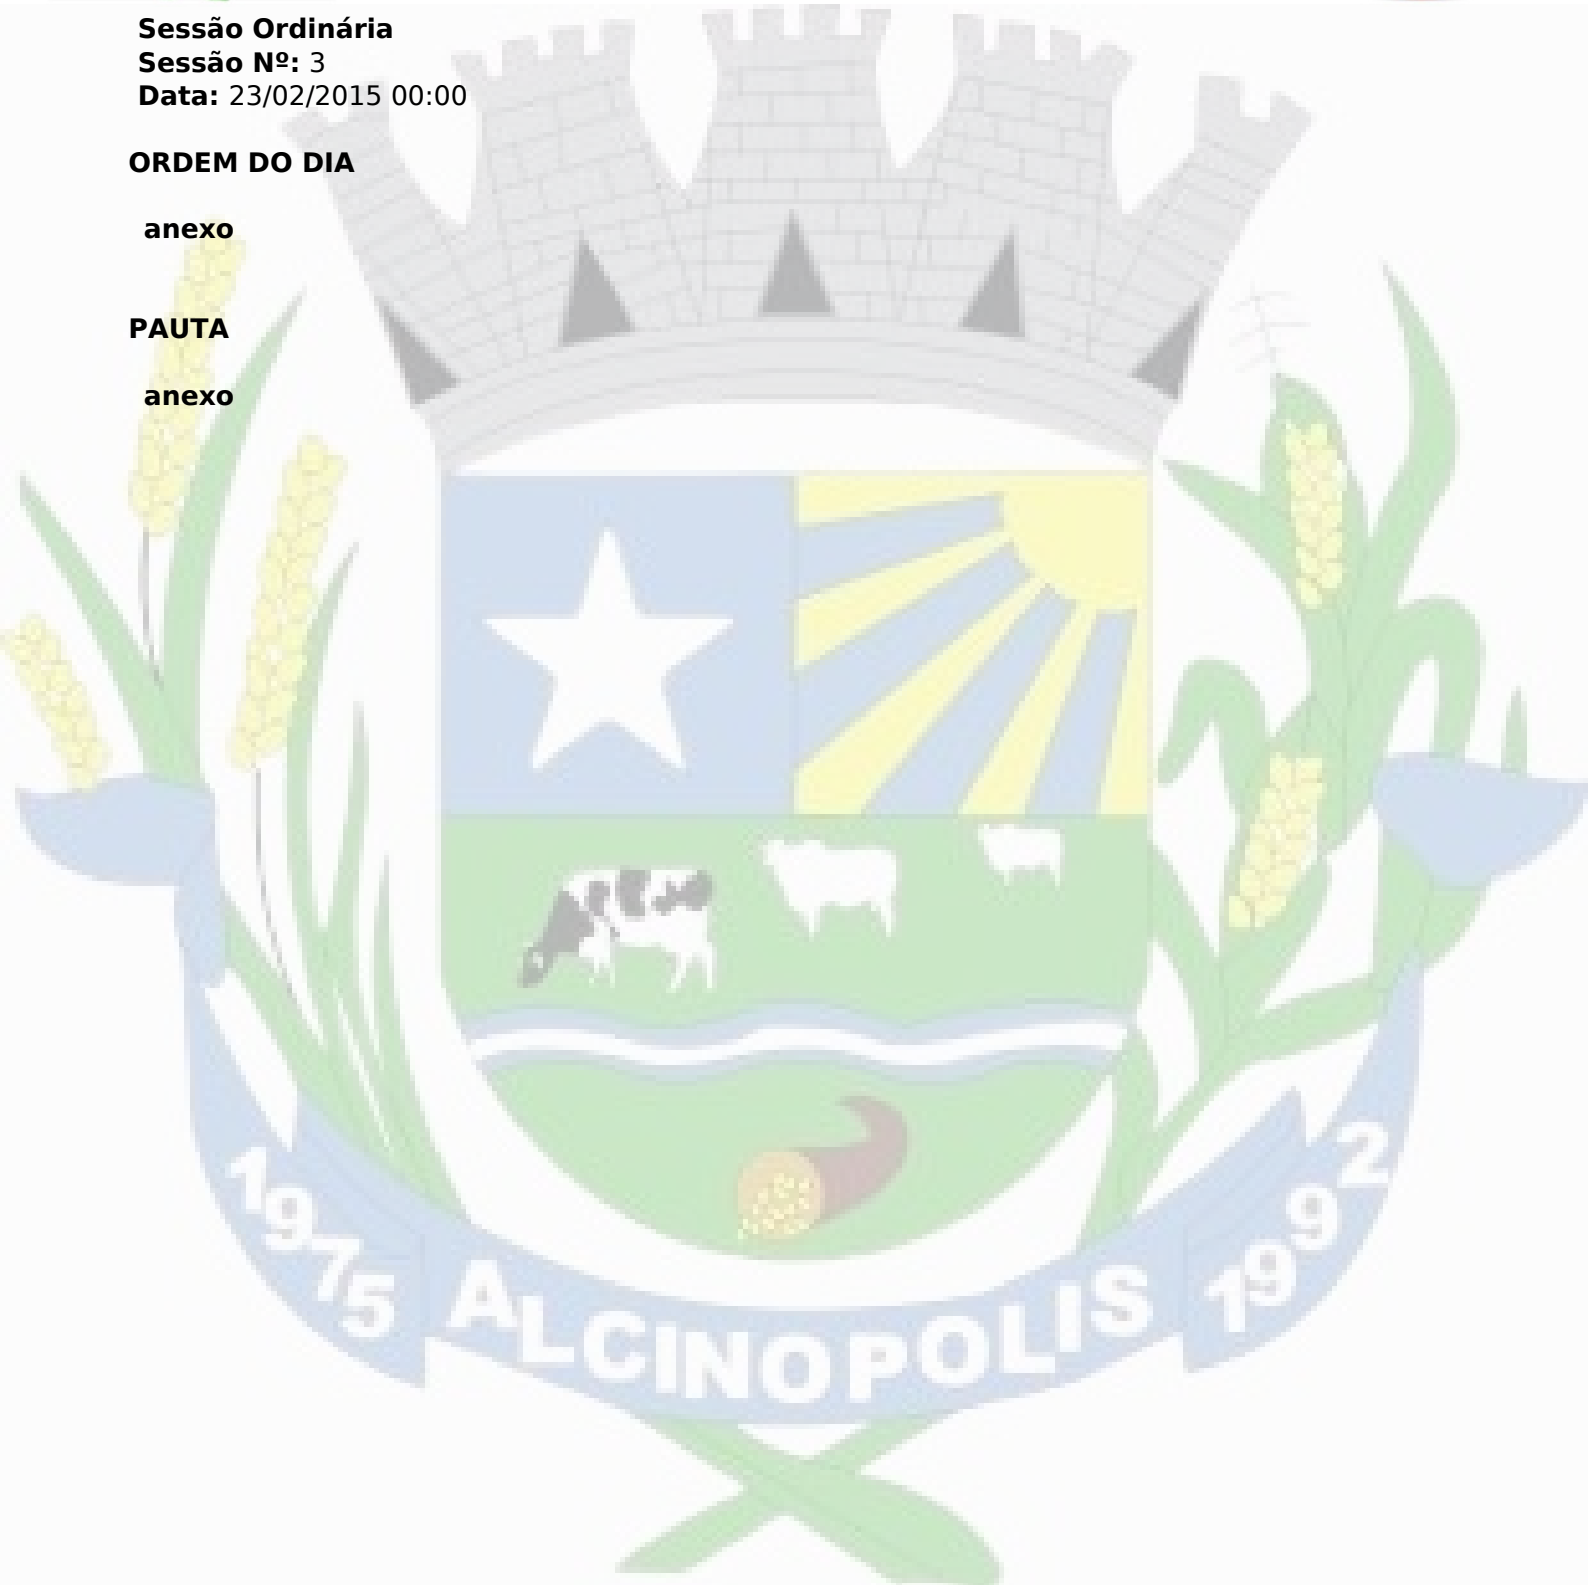 Sessão Ordinária
Sessão Nº: 3
Data: 23/02/2015 00:00
ORDEM DO DIA
anexo
PAUTA
anexo
1975 ALCINOPOLIS 1992